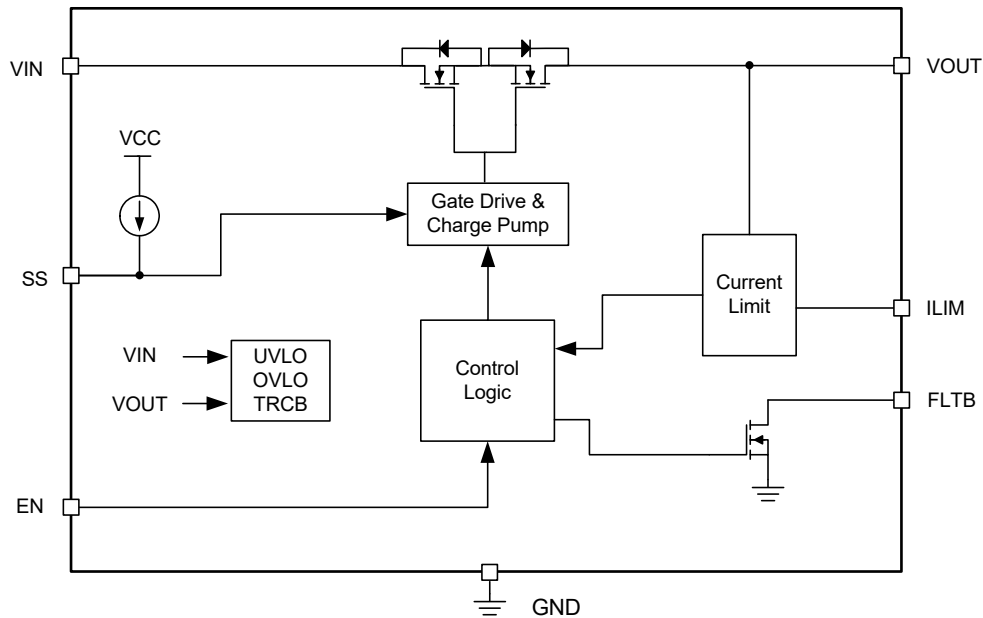 VIN
VOUT
VCC
Gate Drive &
Charge Pump
SS
Current
Limit
ILIM
VIN
UVLO
OVLO
TRCB
VOUT
Control
Logic
FLTB
EN
GND